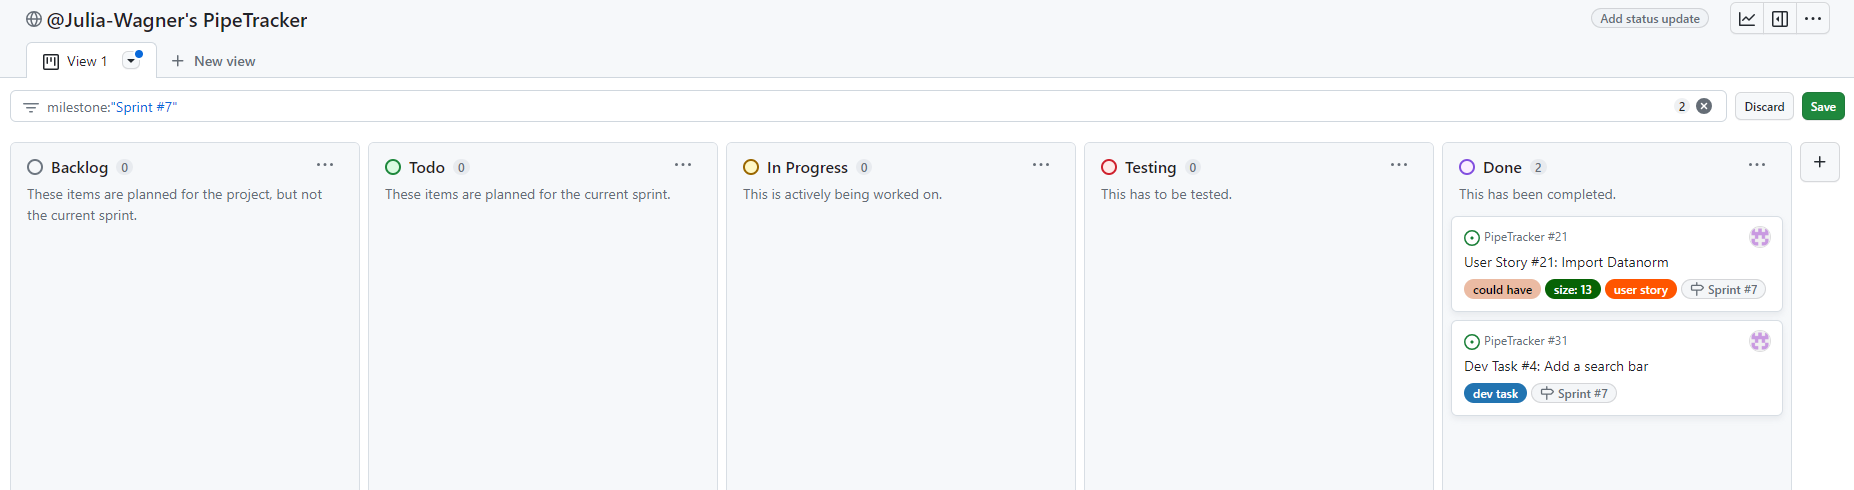 @Julia-Wagner's PipeTracker
Add status update
View 1
New view
milestone:"Sprint #7"
2
Discard
Save
Backlog 0
These items are planned for the project, but not
the current sprint.
Todo 0
These items are planned for the current sprint.
In Progress 0
This is actively being worked on.
Testing 0
This has to be tested.
Done 2
This has been completed.
PipeTracker #21
User Story #21: Import Datanorm
could have size: 13 user story Sprint #7
PipeTracker #31
Dev Task #4: Add a search bar
dev task Sprint #7